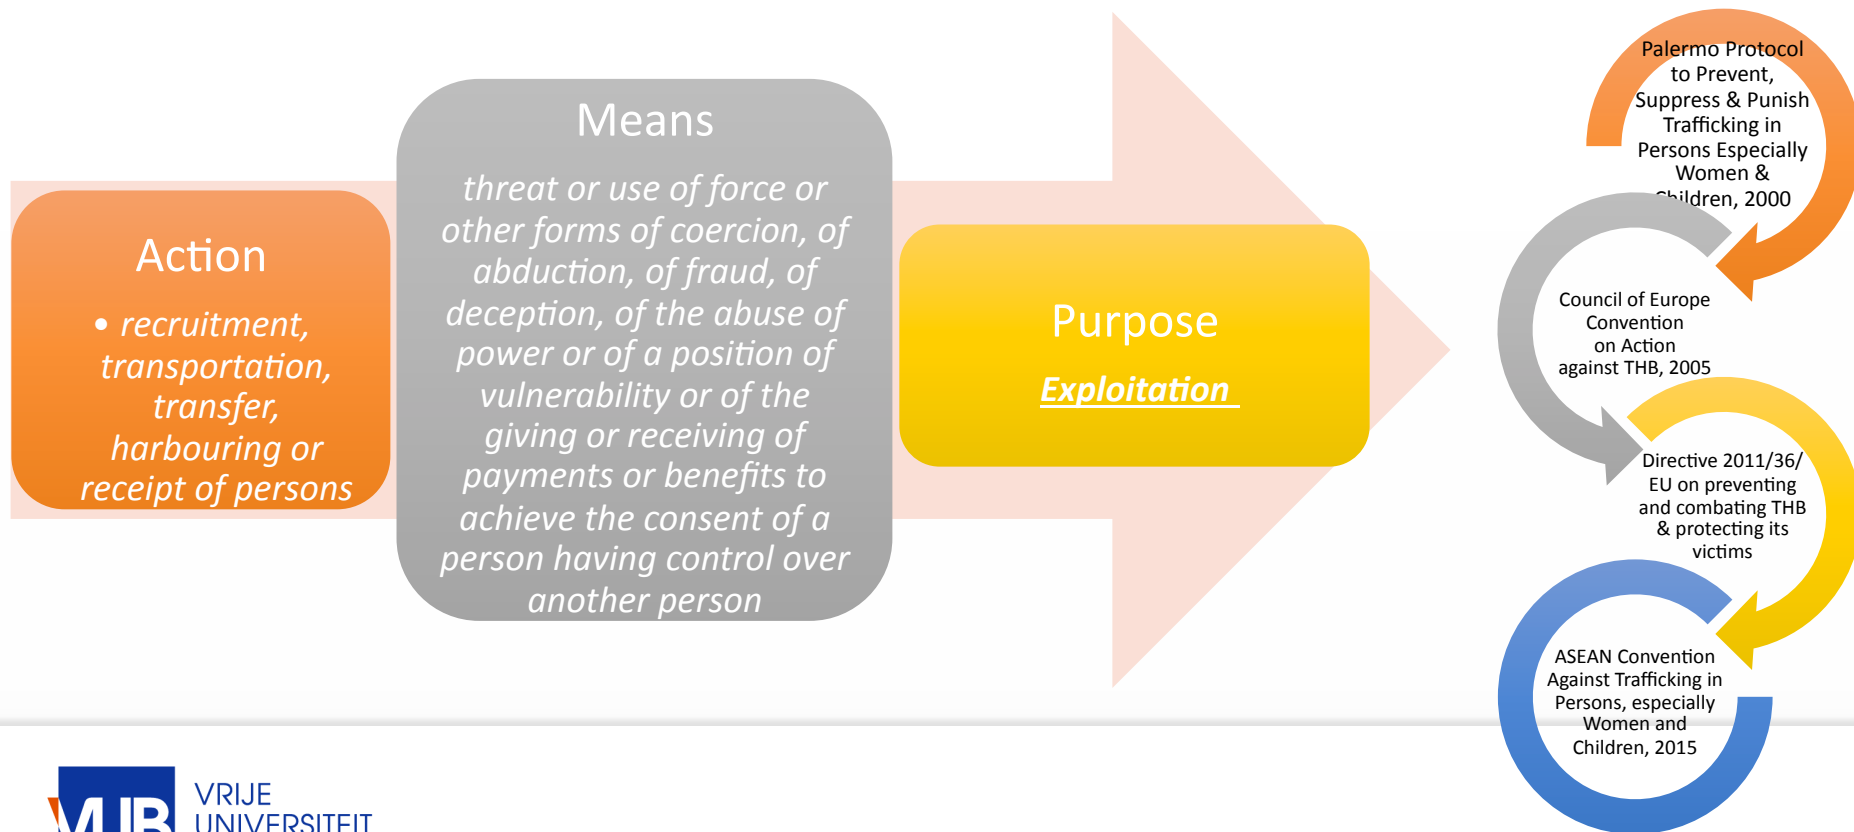 Action
• recruitment,
transportation,
transfer,
harbouring or
receipt of persons
Means
threat or use of force or
other forms of coercion, of
abduction, of fraud, of
deception, of the abuse of
power or of a position of
vulnerability or of the
giving or receiving of
payments or benefits to
achieve the consent of a
person having control over
another person
Purpose
Exploitation
Palermo Protocol
to Prevent,
Suppress & Punish
Trafficking in
Persons Especially
Women &
Children, 2000
Council of Europe
Convention
on Action
against THB, 2005
Directive 2011/36/
EU on preventing
and combating THB
& protecting its
victims
ASEAN Convention
Against Trafficking in
Persons, especially
Women and
Children, 2015
VUB
VRIJE
UNIVERSITEIT